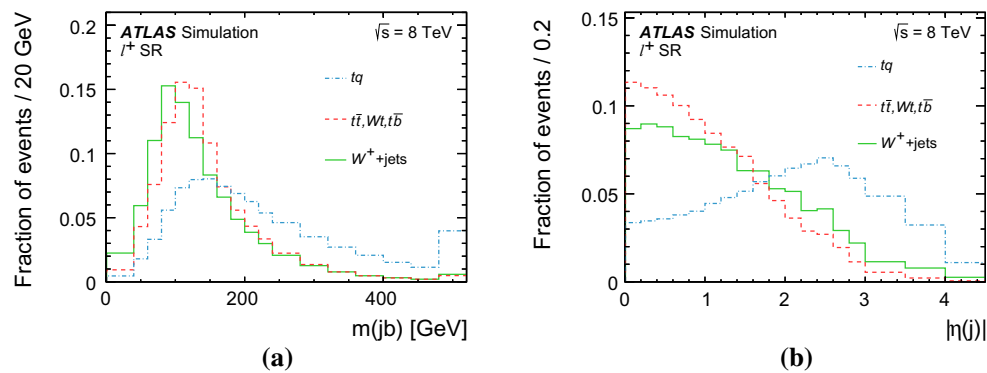 Fraction of events / 20 GeV
0.2
0.15
0.1
0.05
0
ATLAS Simulation
l⁺ SR
√s = 8 TeV
tq
tt̅,Wt,tb̅
W⁺+jets
0 200 400
m(jb) [GeV]
(a)
Fraction of events / 0.2
0.15
0.1
0.05
0
ATLAS Simulation
l⁺ SR
√s = 8 TeV
tq
tt̅,Wt,tb̅
W⁺+jets
0 1 2 3 4
|η(j)|
(b)